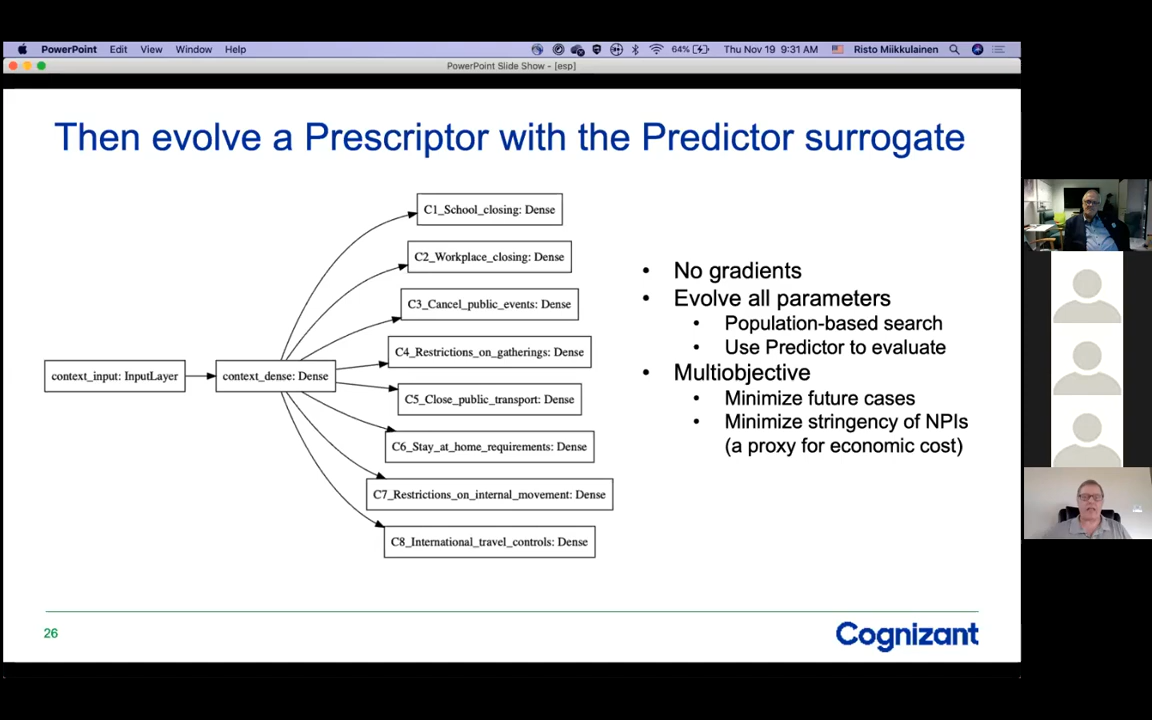 PowerPoint Edit View Window Help 64% Thu Nov 19 9:31 AM Risto Miikkulainen
PowerPoint Slide Show - [esp]
Then evolve a Prescriptor with the Predictor surrogate
context_input: InputLayer
context_dense: Dense
C1_School_closing: Dense
C2_Workplace_closing: Dense
C3_Cancel_public_events: Dense
C4_Restrictions_on_gatherings: Dense
C5_Close_public_transport: Dense
C6_Stay_at_home_requirements: Dense
C7_Restrictions_on_internal_movement: Dense
C8_International_travel_controls: Dense
• No gradients
• Evolve all parameters
• Population-based search
• Use Predictor to evaluate
• Multiobjective
• Minimize future cases
• Minimize stringency of NPIs
(a proxy for economic cost)
26
Cognizant